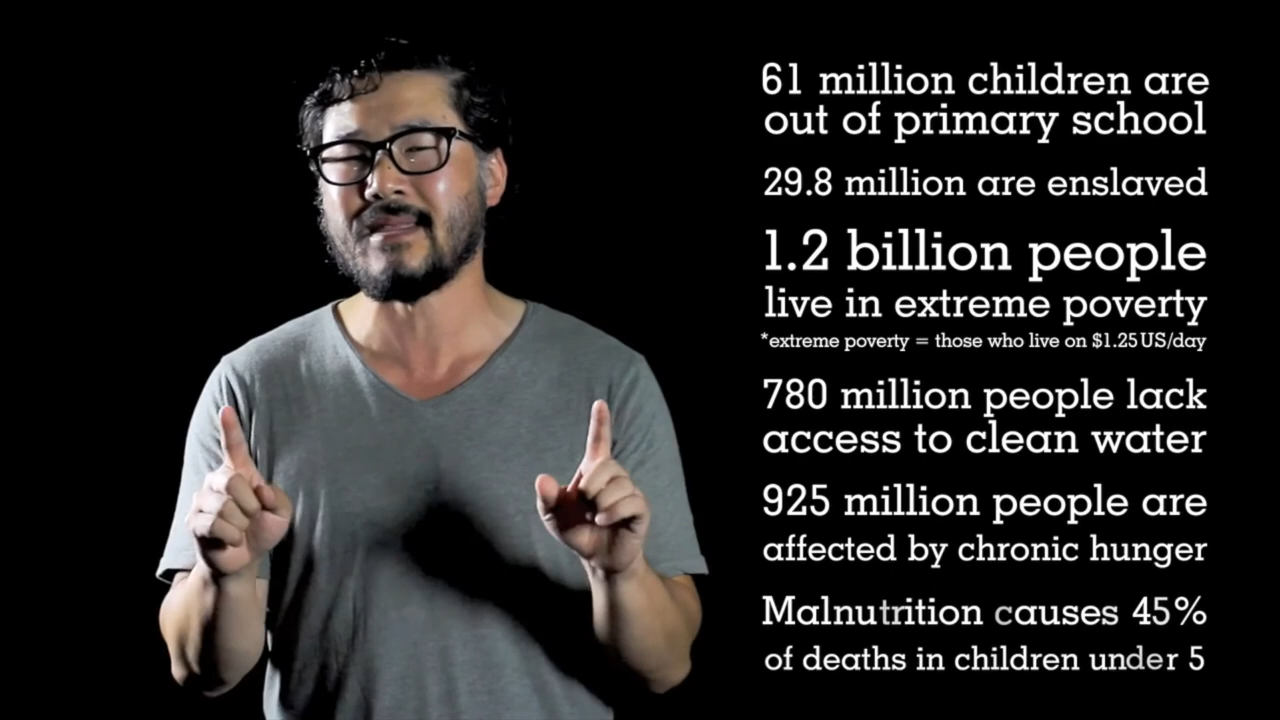 61 million children are
out of primary school
29.8 million are enslaved
1.2 billion people
live in extreme poverty
*extreme poverty = those who live on $1.25 US/day
780 million people lack
access to clean water
925 million people are
affected by chronic hunger
Malnutrition causes 45%
of deaths in children under 5